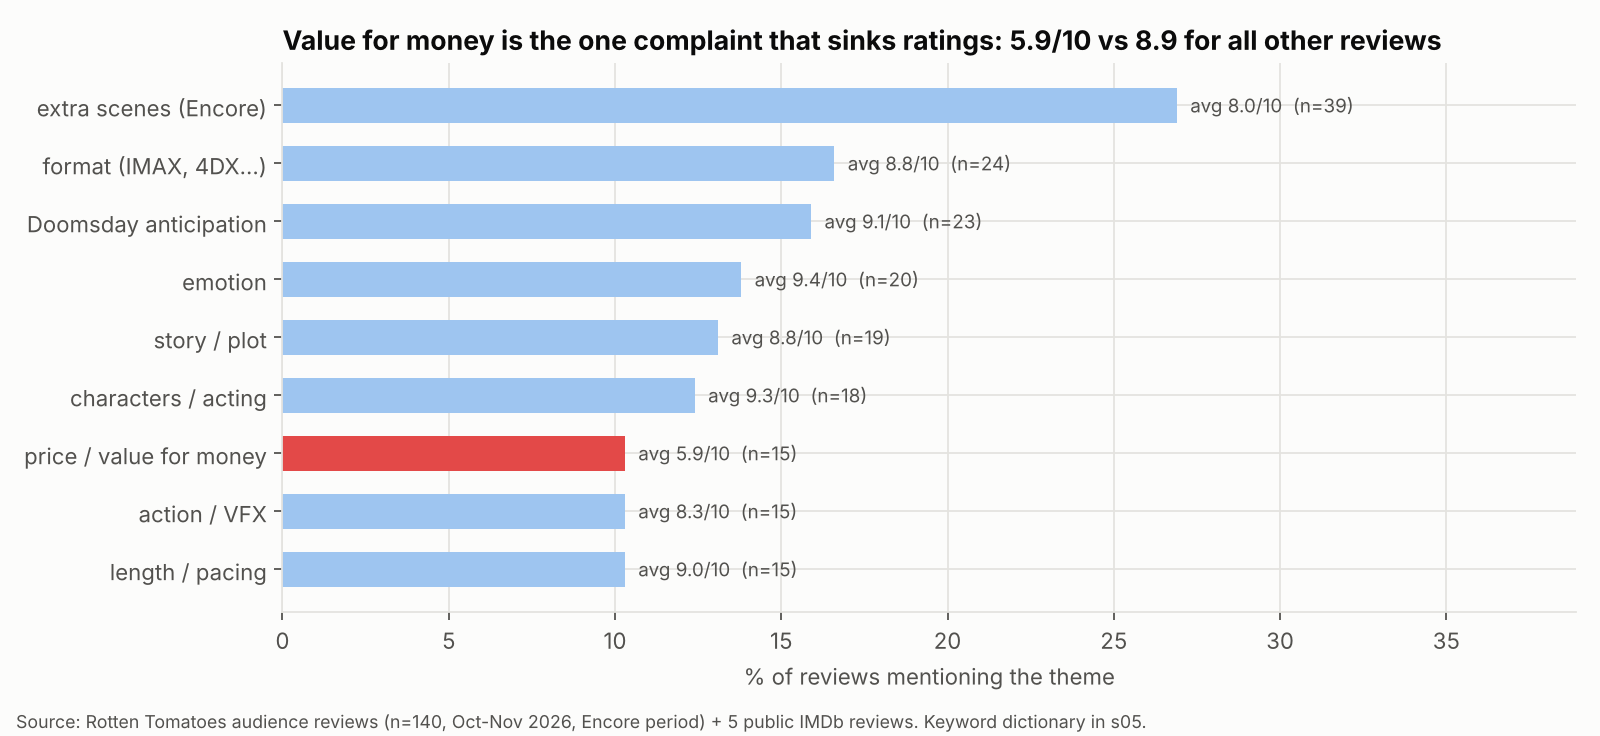 Value for money is the one complaint that sinks ratings: 5.9/10 vs 8.9 for all other reviews
extra scenes (Encore) avg 8.0/10 (n=39)
format (IMAX, 4DX...) avg 8.8/10 (n=24)
Doomsday anticipation avg 9.1/10 (n=23)
emotion avg 9.4/10 (n=20)
story / plot avg 8.8/10 (n=19)
characters / acting avg 9.3/10 (n=18)
price / value for money avg 5.9/10 (n=15)
action / VFX avg 8.3/10 (n=15)
length / pacing avg 9.0/10 (n=15)
0 5 10 15 20 25 30 35
% of reviews mentioning the theme
Source: Rotten Tomatoes audience reviews (n=140, Oct-Nov 2026, Encore period) + 5 public IMDb reviews. Keyword dictionary in s05.